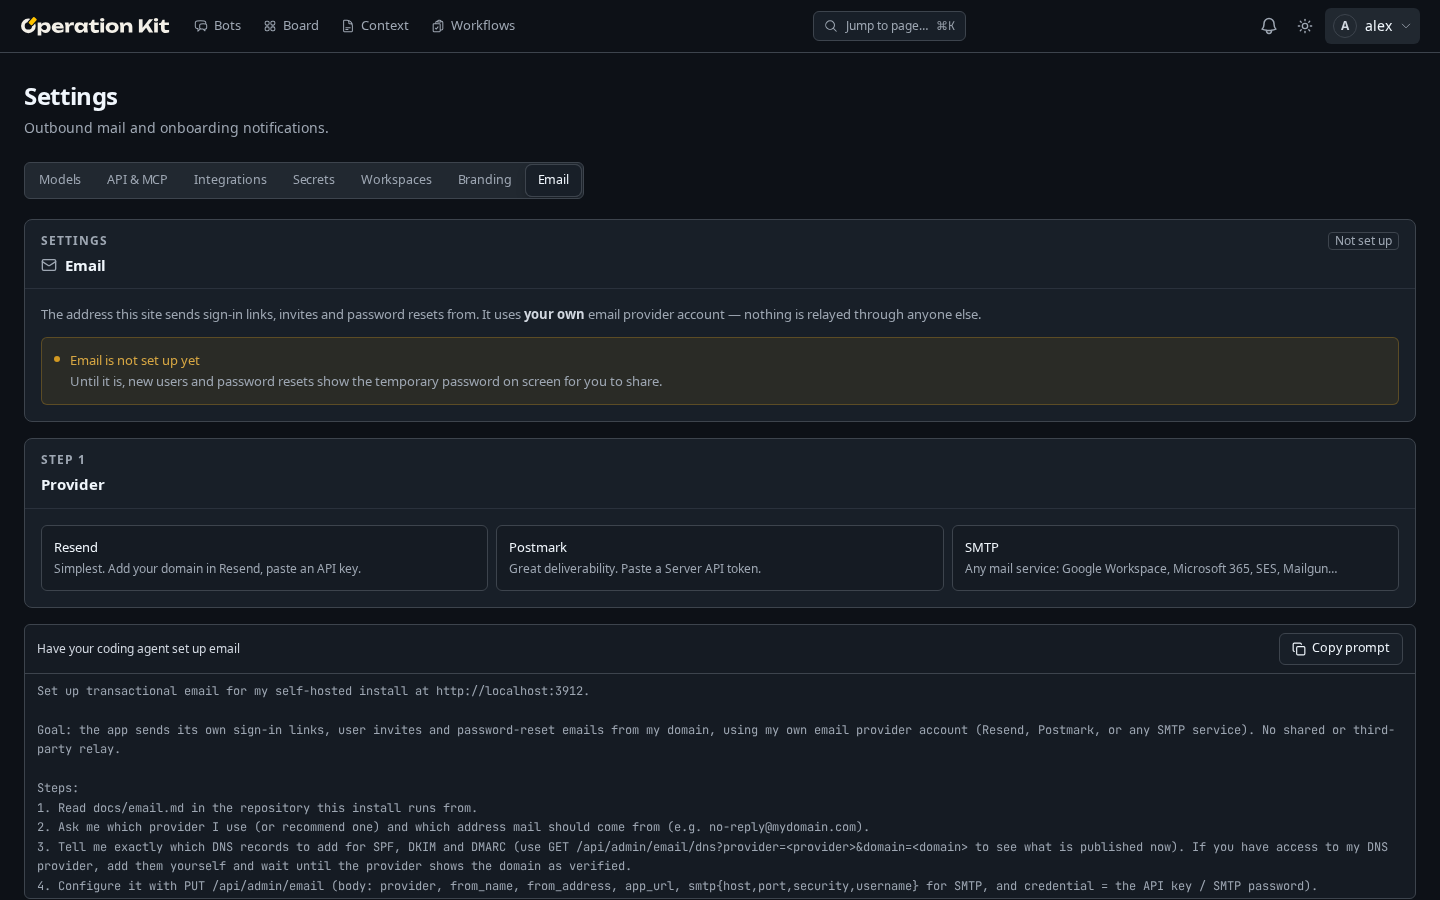 Operation Kit
Bots
Board
Context
Workflows
Jump to page... ⌘K
A
alex
Settings
Outbound mail and onboarding notifications.
Models
API & MCP
Integrations
Secrets
Workspaces
Branding
Email
SETTINGS
Not set up
Email
The address this site sends sign-in links, invites and password resets from. It uses your own email provider account — nothing is relayed through anyone else.
Email is not set up yet
Until it is, new users and password resets show the temporary password on screen for you to share.
STEP 1
Provider
Resend
Simplest. Add your domain in Resend, paste an API key.
Postmark
Great deliverability. Paste a Server API token.
SMTP
Any mail service: Google Workspace, Microsoft 365, SES, Mailgun...
Have your coding agent set up email
Copy prompt
Set up transactional email for my self-hosted install at http://localhost:3912.
Goal: the app sends its own sign-in links, user invites and password-reset emails from my domain, using my own email provider account (Resend, Postmark, or any SMTP service). No shared or third-
party relay.
Steps:
1. Read docs/email.md in the repository this install runs from.
2. Ask me which provider I use (or recommend one) and which address mail should come from (e.g. no-reply@mydomain.com).
3. Tell me exactly which DNS records to add for SPF, DKIM and DMARC (use GET /api/admin/email/dns?provider=<provider>&domain=<domain> to see what is published now). If you have access to my DNS
provider, add them yourself and wait until the provider shows the domain as verified.
4. Configure it with PUT /api/admin/email (body: provider, from_name, from_address, app_url, smtp{host,port,security,username} for SMTP, and credential = the API key / SMTP password).